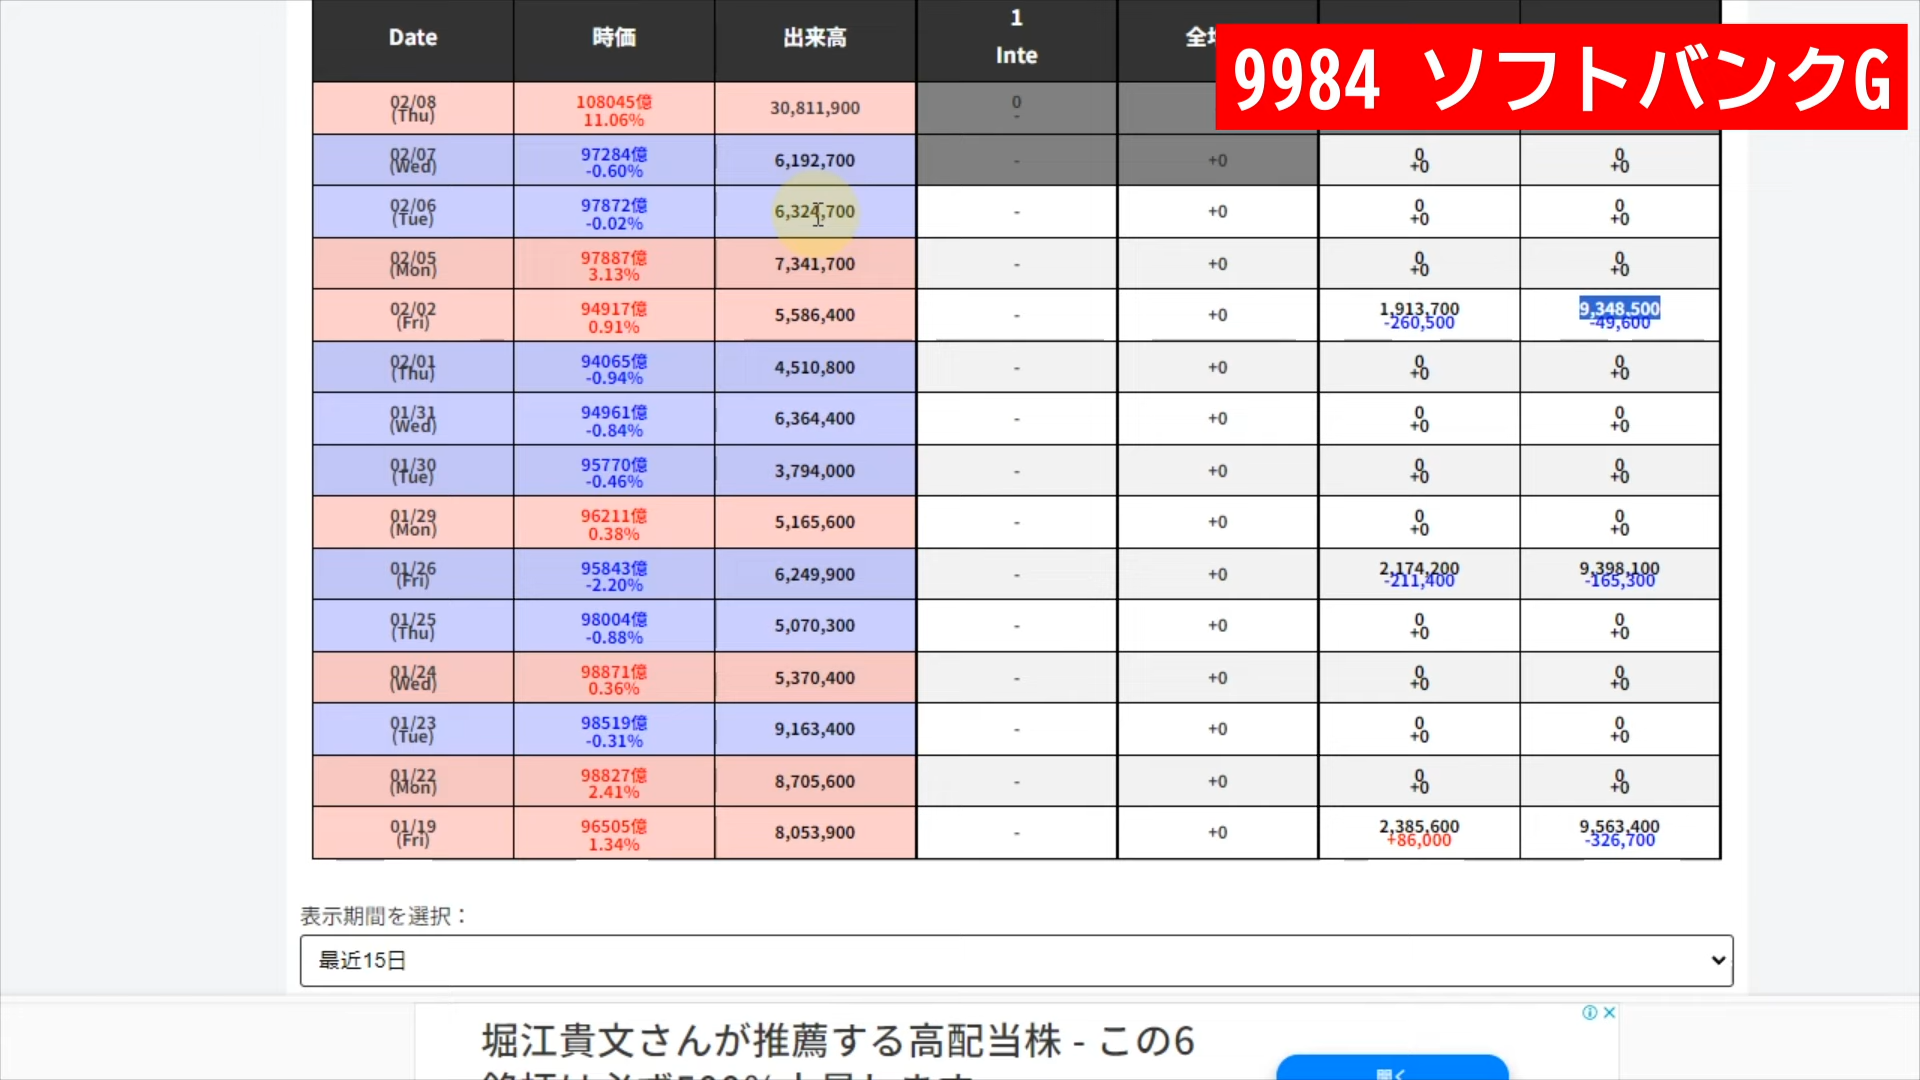 Date 時価 出来高 1 Inte 全
9984 ソフトバンクG
02/08 (Thu) 108045億 11.06% 30,811,900 0 -
02/07 (Wed) 97284億 -0.60% 6,192,700 - +0 0 +0 0 +0
02/06 (Tue) 97872億 -0.02% 6,324,700 - +0 0 +0 0 +0
02/05 (Mon) 97887億 3.13% 7,341,700 - +0 0 +0 0 +0
02/02 (Fri) 94917億 0.91% 5,586,400 - +0 1,913,700 -260,500 9,348,500 -49,600
02/01 (Thu) 94065億 -0.94% 4,510,800 - +0 0 +0 0 +0
01/31 (Wed) 94961億 -0.84% 6,364,400 - +0 0 +0 0 +0
01/30 (Tue) 95770億 -0.46% 3,794,000 - +0 0 +0 0 +0
01/29 (Mon) 96211億 0.38% 5,165,600 - +0 0 +0 0 +0
01/26 (Fri) 95843億 -2.20% 6,249,900 - +0 2,174,200 -211,400 9,398,100 -165,300
01/25 (Thu) 98004億 -0.88% 5,070,300 - +0 0 +0 0 +0
01/24 (Wed) 98871億 0.36% 5,370,400 - +0 0 +0 0 +0
01/23 (Tue) 98519億 -0.31% 9,163,400 - +0 0 +0 0 +0
01/22 (Mon) 98827億 2.41% 8,705,600 - +0 0 +0 0 +0
01/19 (Fri) 96505億 1.34% 8,053,900 - +0 2,385,600 +86,000 9,563,400 -326,700
表示期間を選択：
最近15日
堀江貴文さんが推薦する高配当株 - この6